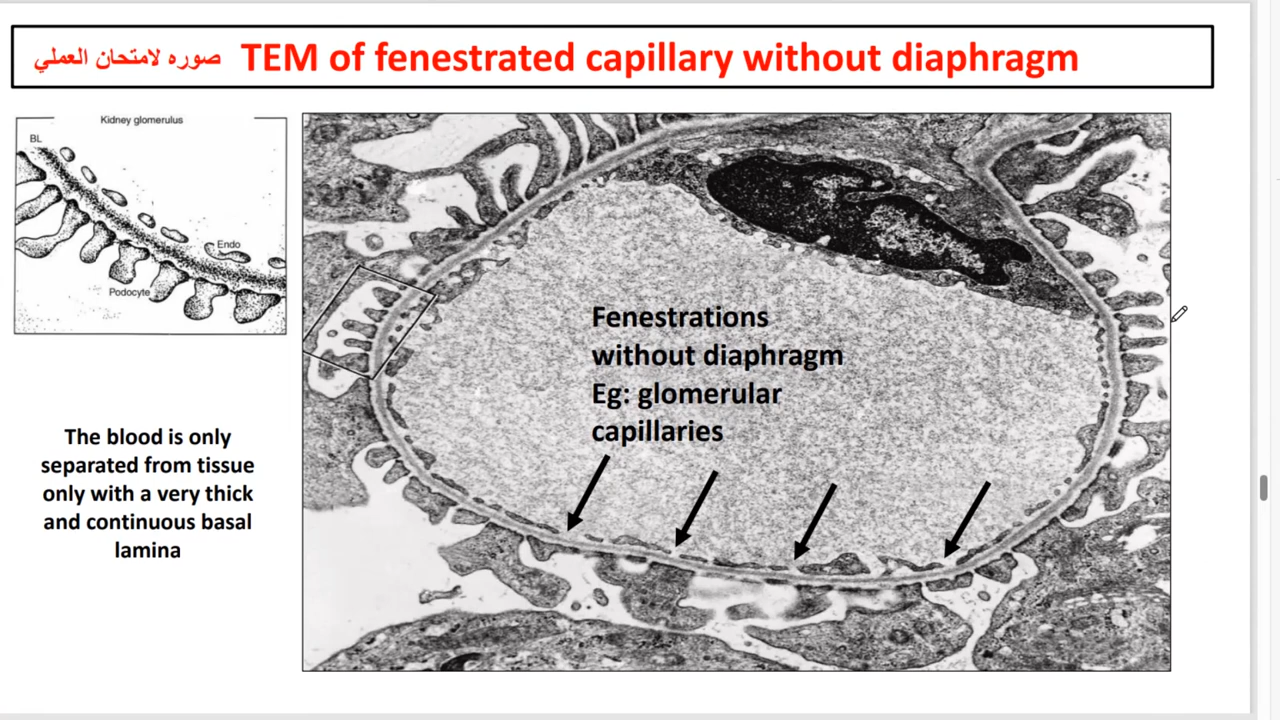 صوره لامتحان العملي TEM of fenestrated capillary without diaphragm
Kidney glomerulus
BL
Endo
Podocyte
Fenestrations
without diaphragm
Eg: glomerular
capillaries
The blood is only
separated from tissue
only with a very thick
and continuous basal
lamina